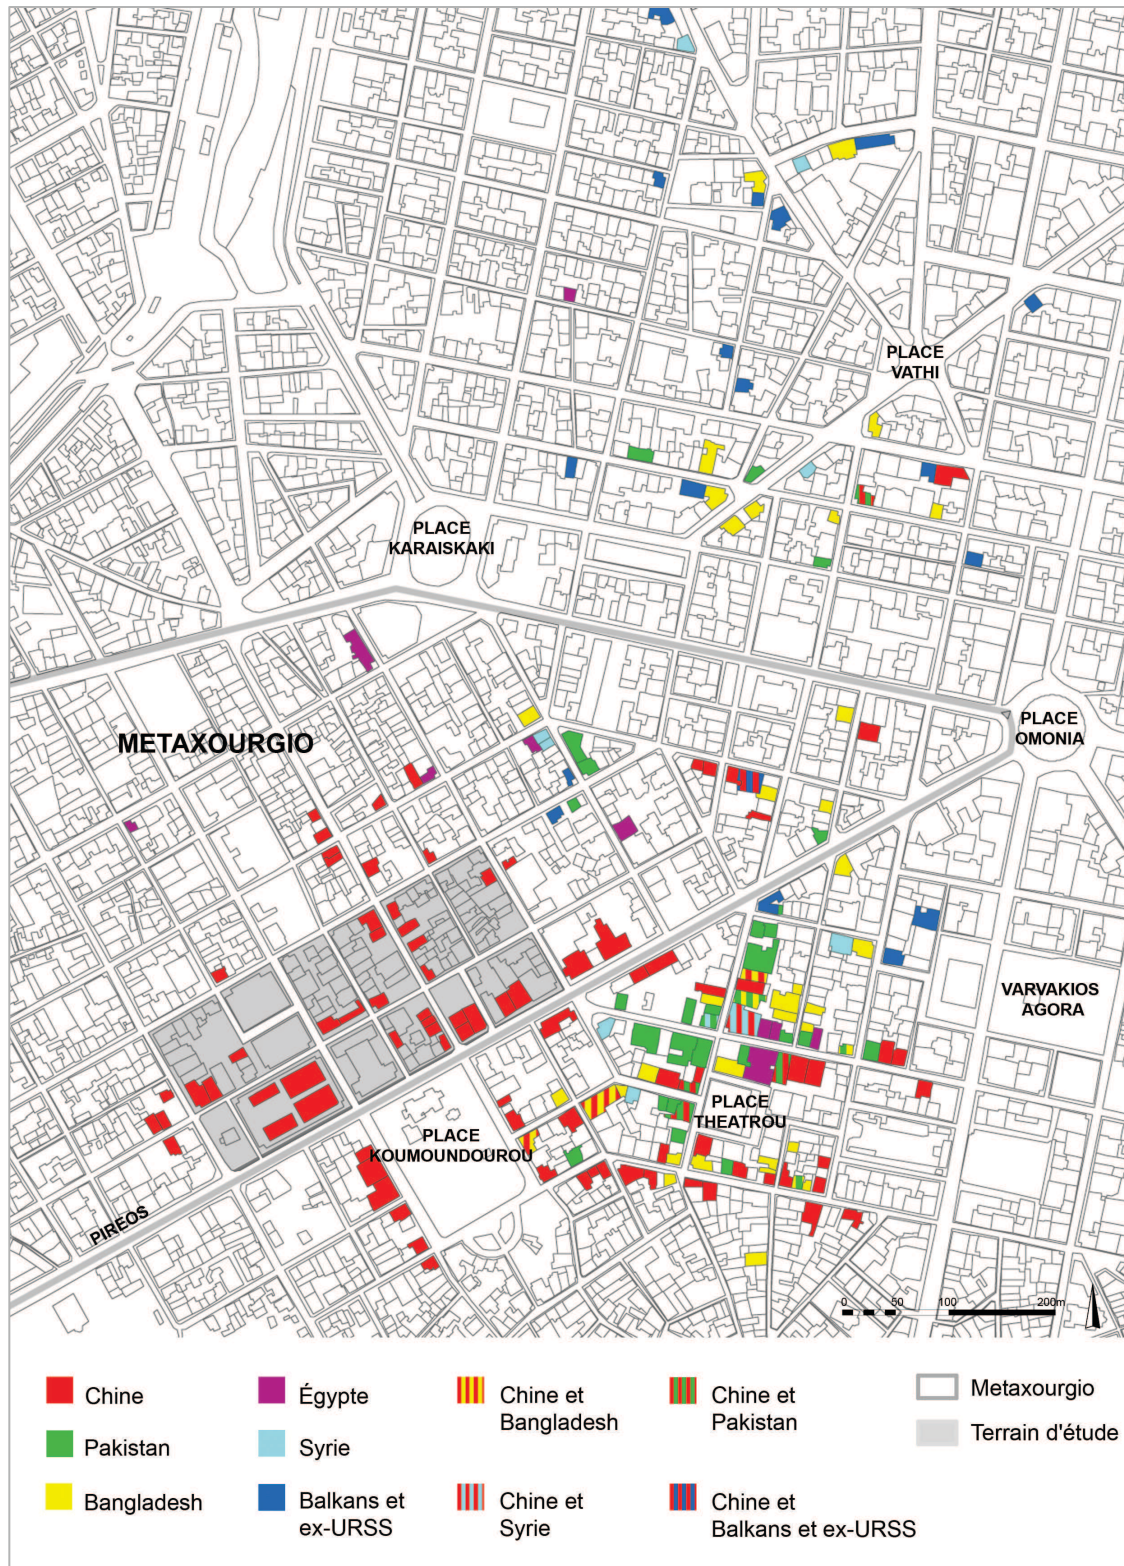 PLACE
VATHI
PLACE
KARAISKAKI
METAXOURGIO
PLACE
OMONIA
VARVAKIOS
AGORA
PLACE
THEATROU
PLACE
KOUMOUNDOUROU
PIREOS
0 50 100 200m
Chine
Pakistan
Bangladesh
Égypte
Syrie
Balkans et
ex-URSS
Chine et
Bangladesh
Chine et
Syrie
Chine et
Pakistan
Chine et
Balkans et ex-URSS
Metaxourgio
Terrain d'étude